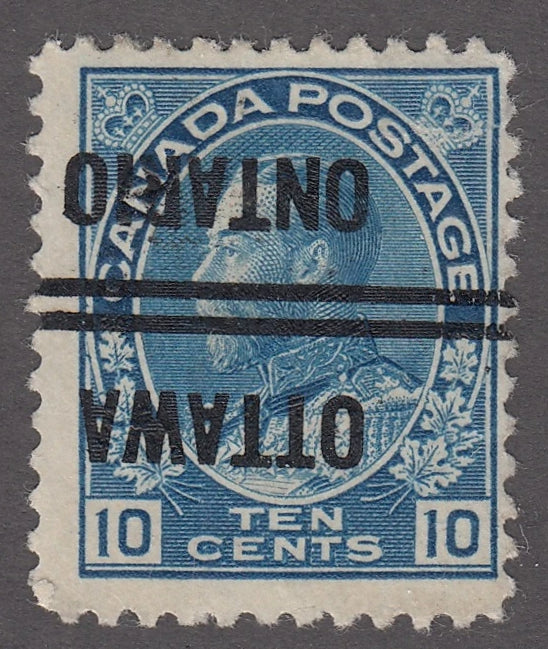 CANADA POSTAGE
ONTARIO
OTTAWA
TEN
10 CENTS 10